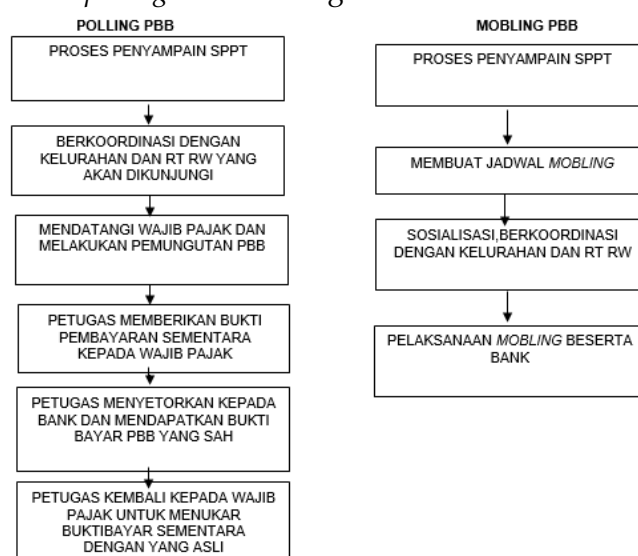 POLLING PBB
PROSES PENYAMPAIN SPPT
BERKOORDINASI DENGAN
KELURAHAN DAN RT RW YANG
AKAN DIKUNJUNGI
MENDATANGI WAJIB PAJAK DAN
MELAKUKAN PEMUNGUTAN PBB
PETUGAS MEMBERIKAN BUKTI
PEMBAYARAN SEMENTARA
KEPADA WAJIB PAJAK
PETUGAS MENYETORKAN KEPADA
BANK DAN MENDAPATKAN BUKTI
BAYAR PBB YANG SAH
PETUGAS KEMBALI KEPADA WAJIB
PAJAK UNTUK MENUKAR
BUKTIBAYAR SEMENTARA
DENGAN YANG ASLI
MOBLING PBB
PROSES PENYAMPAIN SPPT
MEMBUAT JADWAL MOBLING
SOSIALISASI,BERKOORDINASI
DENGAN KELURAHAN DAN RT RW
PELAKSANAAN MOBLING BESERTA
BANK